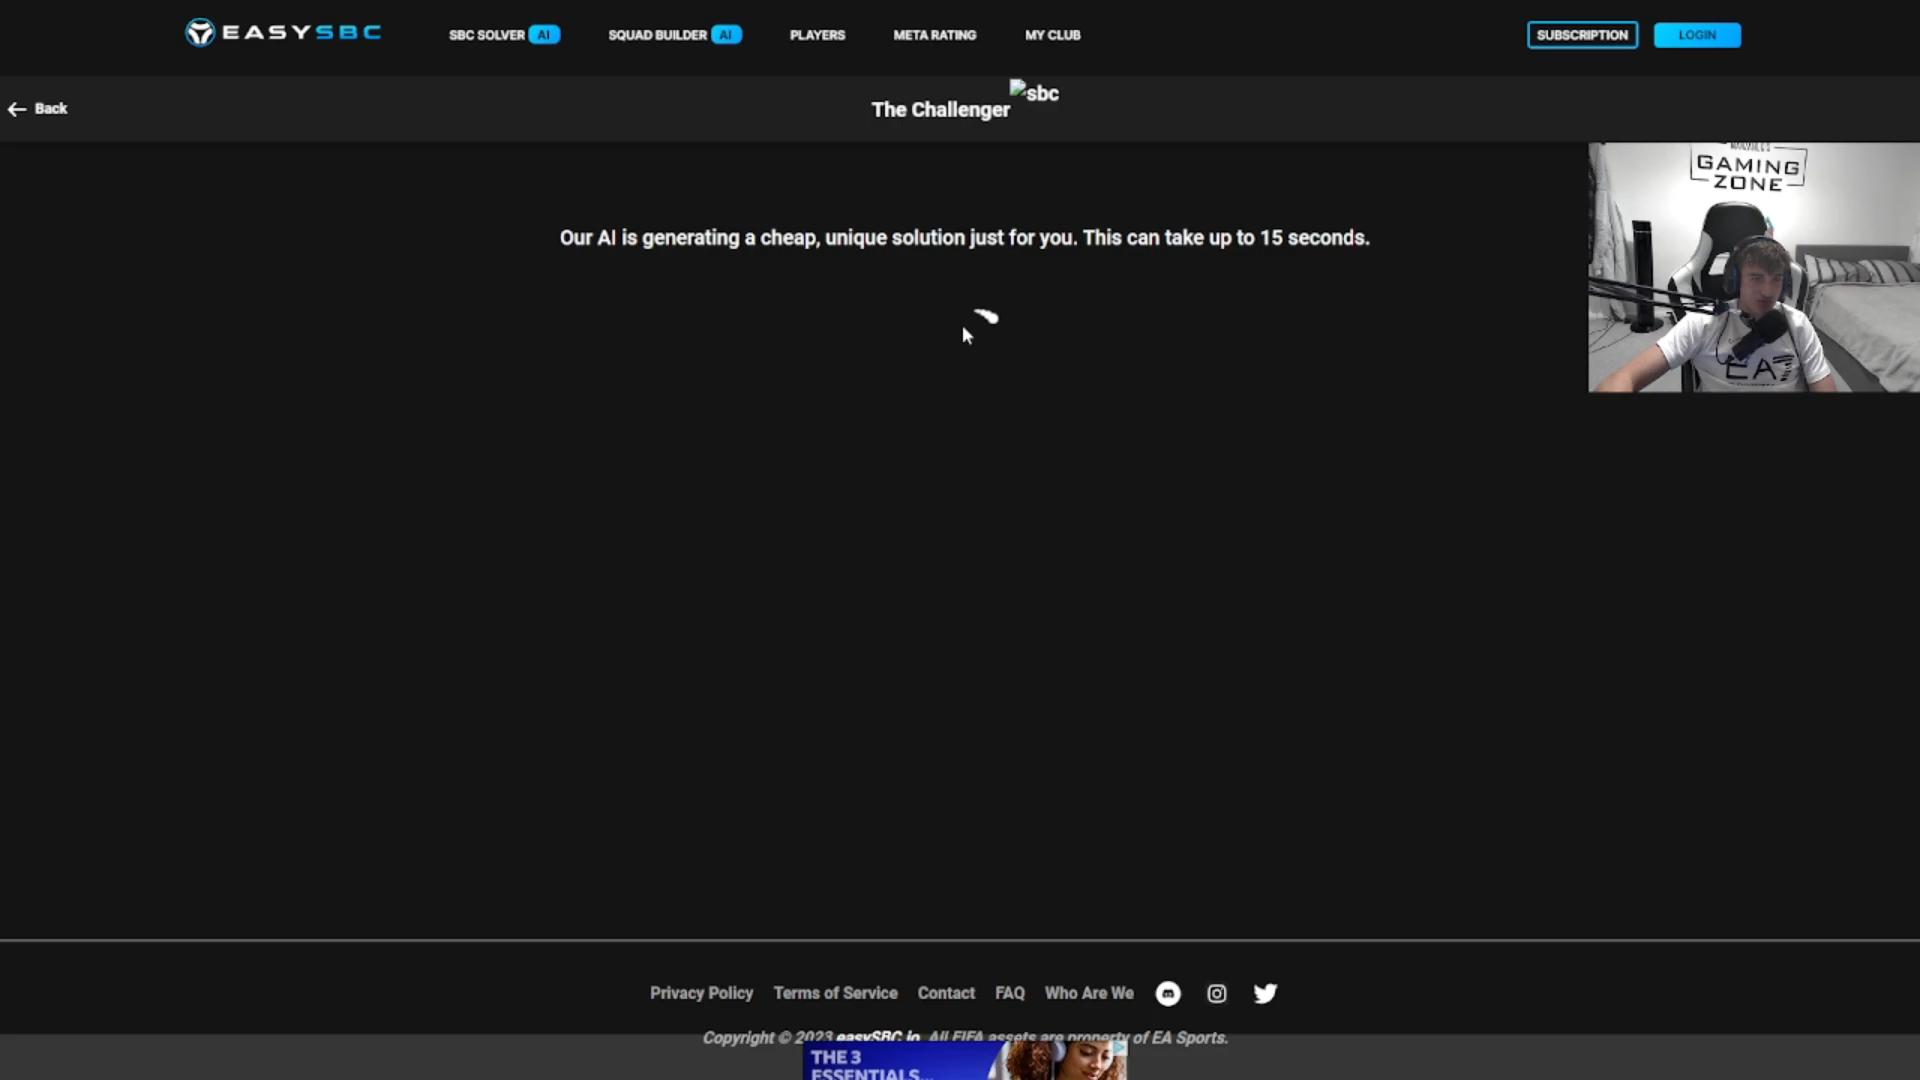 EASYSBC
SBC SOLVER AI
SQUAD BUILDER AI
PLAYERS
META RATING
MY CLUB
SUBSCRIPTION
LOGIN
Back
The Challenger
sbc
GAMING
ZONE
EA7
Our AI is generating a cheap, unique solution just for you. This can take up to 15 seconds.
Privacy Policy
Terms of Service
Contact
FAQ
Who Are We
Copyright © 2023 easySBC.io. All FIFA assets are property of EA Sports.
THE 3
ESSENTIALS...